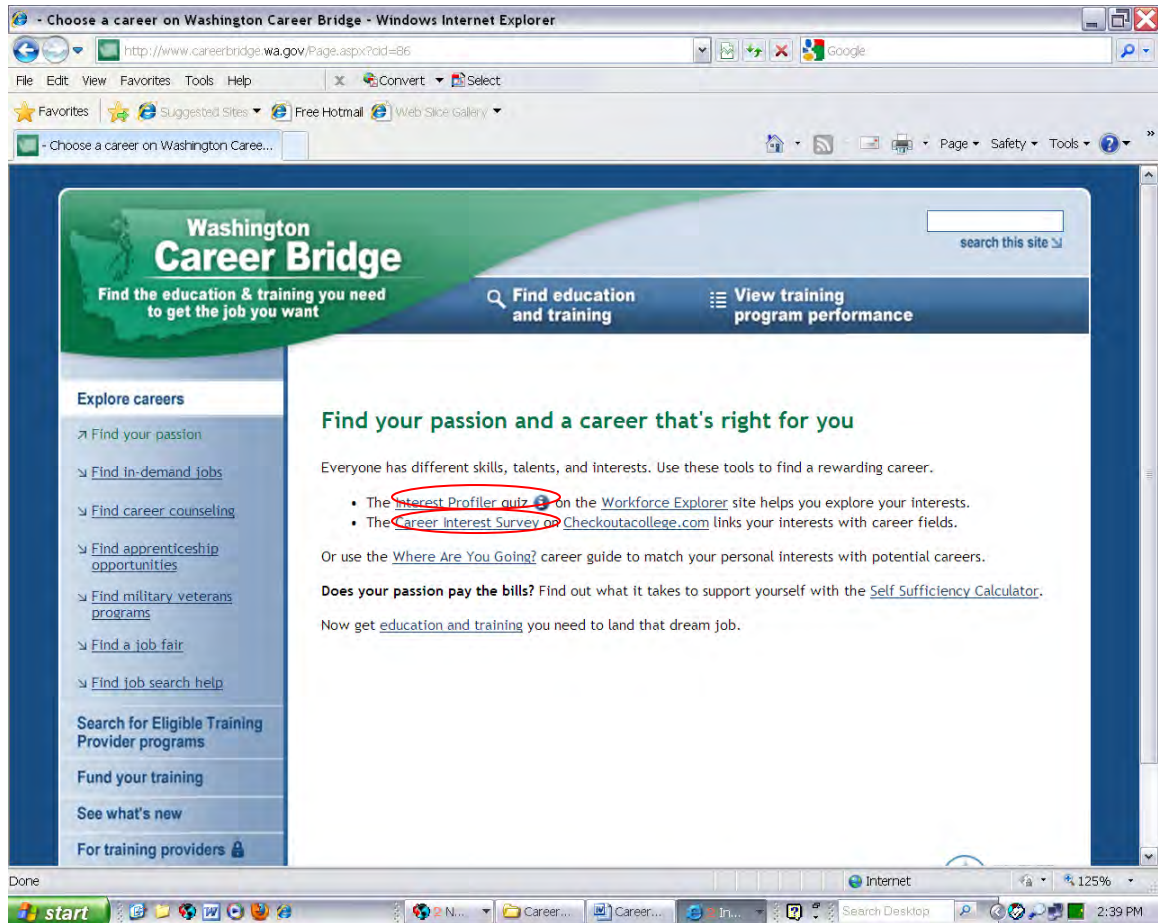 - Choose a career on Washington Career Bridge - Windows Internet Explorer
http://www.careerbridge.wa.gov/Page.aspx?cid=86
Google
File Edit View Favorites Tools Help
x Convert Select
Favorites Suggested Sites Free Hotmail Web Slice Gallery
- Choose a career on Washington Caree...
Page Safety Tools »
Washington
Career Bridge
Find the education & training you need
to get the job you want
search this site
Find education
and training
View training
program performance
Explore careers
Find your passion
Find in-demand jobs
Find career counseling
Find apprenticeship
opportunities
Find military veterans
programs
Find a job fair
Find job search help
Search for Eligible Training
Provider programs
Fund your training
See what's new
For training providers
Find your passion and a career that's right for you
Everyone has different skills, talents, and interests. Use these tools to find a rewarding career.
• The Interest Profiler quiz on the Workforce Explorer site helps you explore your interests.
• The Career Interest Survey on Checkoutacollege.com links your interests with career fields.
Or use the Where Are You Going? career guide to match your personal interests with potential careers.
Does your passion pay the bills? Find out what it takes to support yourself with the Self Sufficiency Calculator.
Now get education and training you need to land that dream job.
Done
Internet
125%
start
2 N...
Career...
Career...
2 In...
Search Desktop
2:39 PM